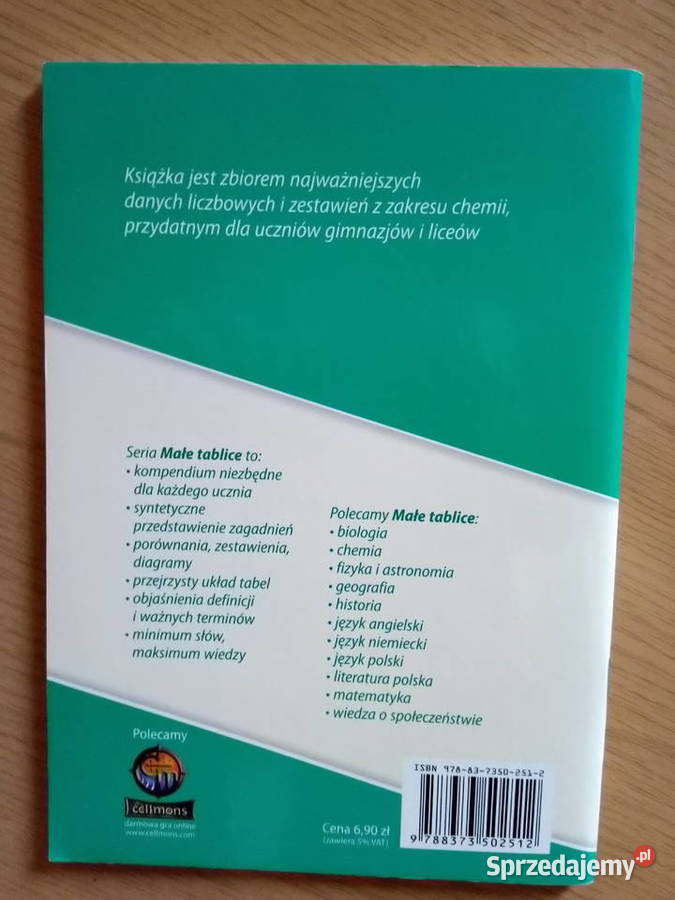 Książka jest zbiorem najważniejszych
danych liczbowych i zestawień z zakresu chemii,
przydatnym dla uczniów gimnazjów i liceów
Seria Małe tablice to:
• kompendium niezbędne
dla każdego ucznia
• syntetyczne
przedstawienie zagadnień
• porównania, zestawienia,
diagramy
• przejrzysty układ tabel
• objaśnienia definicji
i ważnych terminów
• minimum słów,
maksimum wiedzy
Polecamy Małe tablice:
• biologia
• chemia
• fizyka i astronomia
• geografia
• historia
• język angielski
• język niemiecki
• język polski
• literatura polska
• matematyka
• wiedza o społeczeństwie
Polecamy
cellmons
darmowa gra online
www.cellmons.com
Cena 6,90 zł
(zawiera 5% VAT)
ISBN 978-83-7350-251-2
9 788373 502512
Sprzedajemy.pl